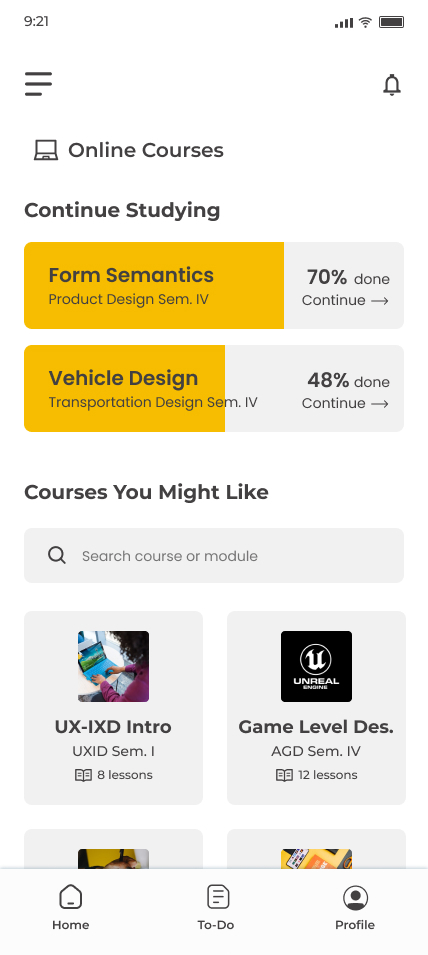 9:21
Online Courses
Continue Studying
Form Semantics
Product Design Sem. IV
70% done
Continue →
Vehicle Design
Transportation Design Sem. IV
48% done
Continue →
Courses You Might Like
Search course or module
UNREAL
ENGINE
UX-IXD Intro
UXID Sem. I
8 lessons
Game Level Des.
AGD Sem. IV
12 lessons
Home
To-Do
Profile